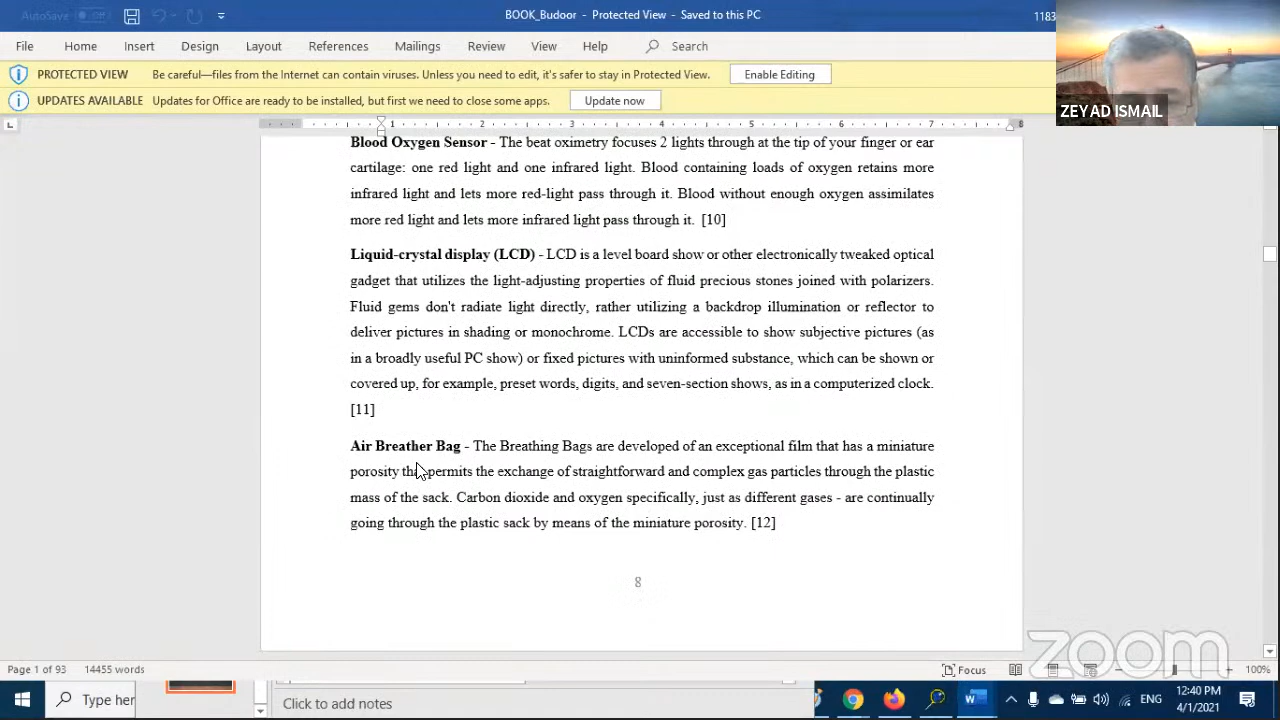 AutoSave Off
BOOK_Budoor - Protected View - Saved to this PC
1183
File Home Insert Design Layout References Mailings Review View Help Search
PROTECTED VIEW Be careful—files from the Internet can contain viruses. Unless you need to edit, it's safer to stay in Protected View. Enable Editing
UPDATES AVAILABLE Updates for Office are ready to be installed, but first we need to close some apps. Update now
ZEYAD ISMAIL
1 2 3 4 5 6 7 8
Blood Oxygen Sensor - The beat oximetry focuses 2 lights through at the tip of your finger or ear
cartilage: one red light and one infrared light. Blood containing loads of oxygen retains more
infrared light and lets more red-light pass through it. Blood without enough oxygen assimilates
more red light and lets more infrared light pass through it. [10]
Liquid-crystal display (LCD) - LCD is a level board show or other electronically tweaked optical
gadget that utilizes the light-adjusting properties of fluid precious stones joined with polarizers.
Fluid gems don't radiate light directly, rather utilizing a backdrop illumination or reflector to
deliver pictures in shading or monochrome. LCDs are accessible to show subjective pictures (as
in a broadly useful PC show) or fixed pictures with uninformed substance, which can be shown or
covered up, for example, preset words, digits, and seven-section shows, as in a computerized clock.
[11]
Air Breather Bag - The Breathing Bags are developed of an exceptional film that has a miniature
porosity that permits the exchange of straightforward and complex gas particles through the plastic
mass of the sack. Carbon dioxide and oxygen specifically, just as different gases - are continually
going through the plastic sack by means of the miniature porosity. [12]
8
zoom
Page 1 of 93 14455 words Focus 100%
Type her
Click to add notes
ENG
12:40 PM
4/1/2021